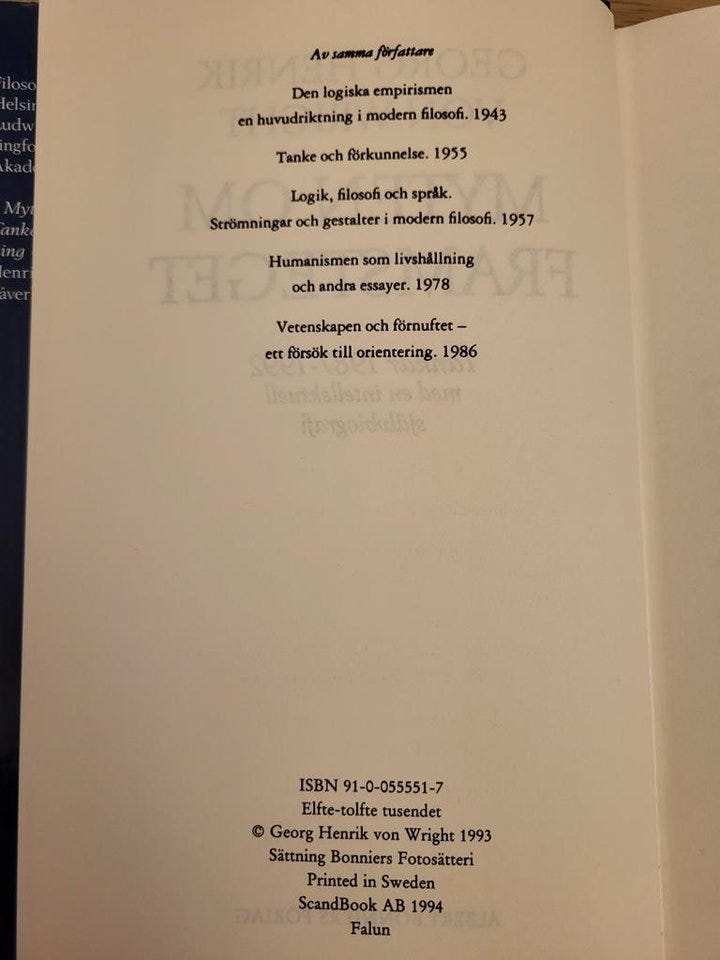 Av samma författare
Den logiska empirismen
en huvudriktning i modern filosofi. 1943
Tanke och förkunnelse. 1955
Logik, filosofi och språk.
Strömningar och gestalter i modern filosofi. 1957
Humanismen som livshållning
och andra essayer. 1978
Vetenskapen och förnuftet –
ett försök till orientering. 1986
ISBN 91-0-055551-7
Elfte-tolfte tusendet
© Georg Henrik von Wright 1993
Sättning Bonniers Fotosätteri
Printed in Sweden
ScandBook AB 1994
Falun